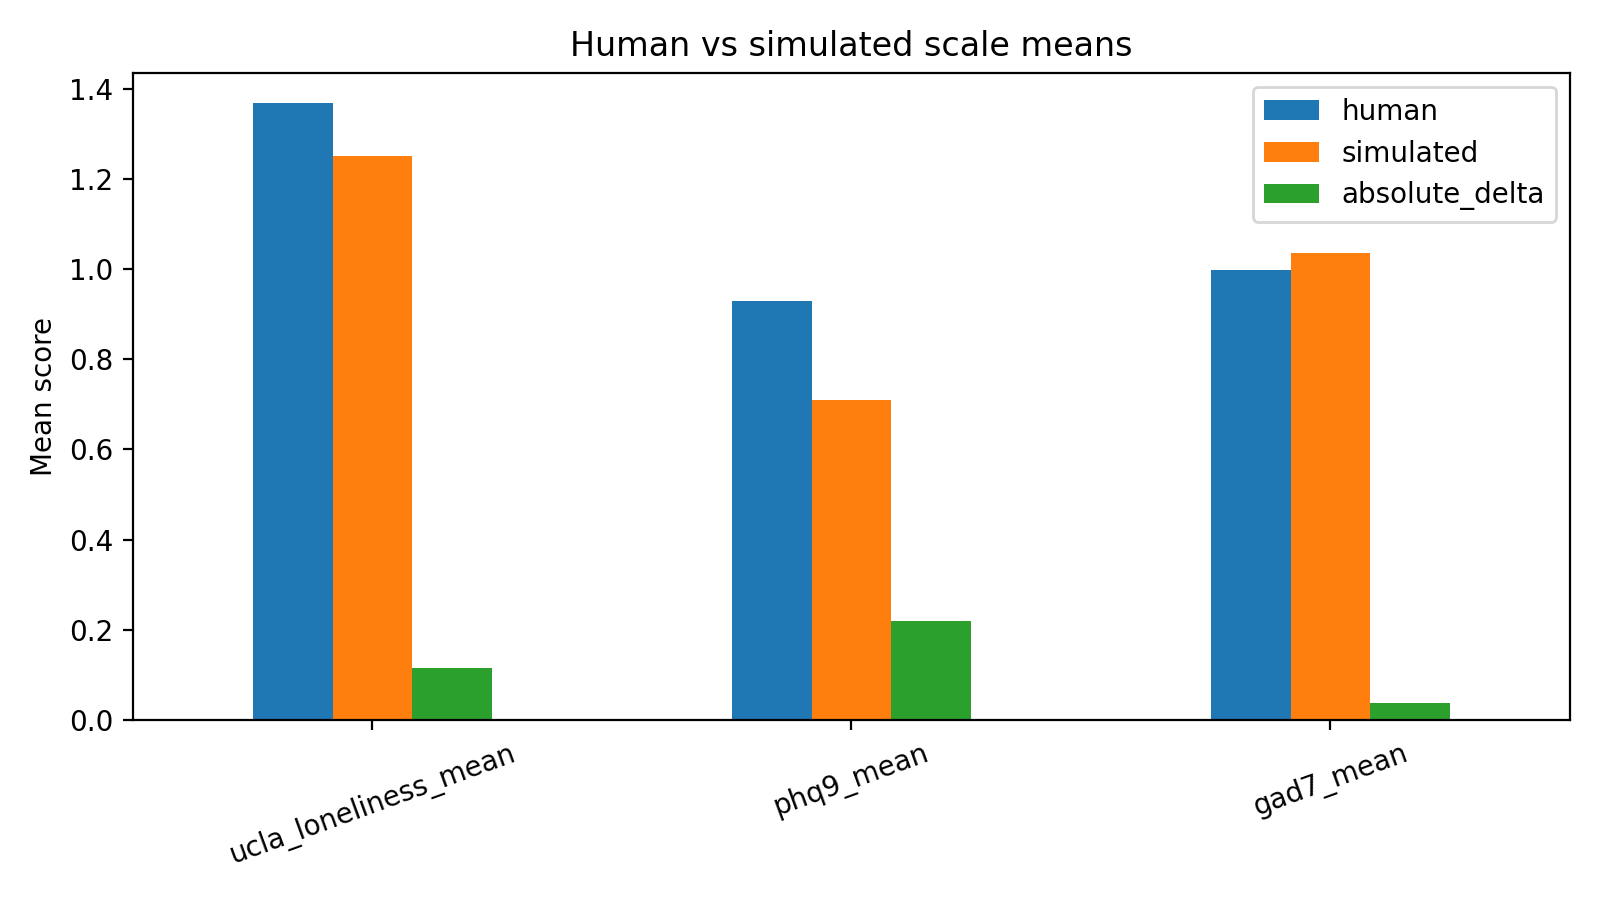 Human vs simulated scale means
1.4
1.2
1.0
0.8
0.6
0.4
0.2
0.0
Mean score
human
simulated
absolute_delta
ucla_loneliness_mean
phq9_mean
gad7_mean